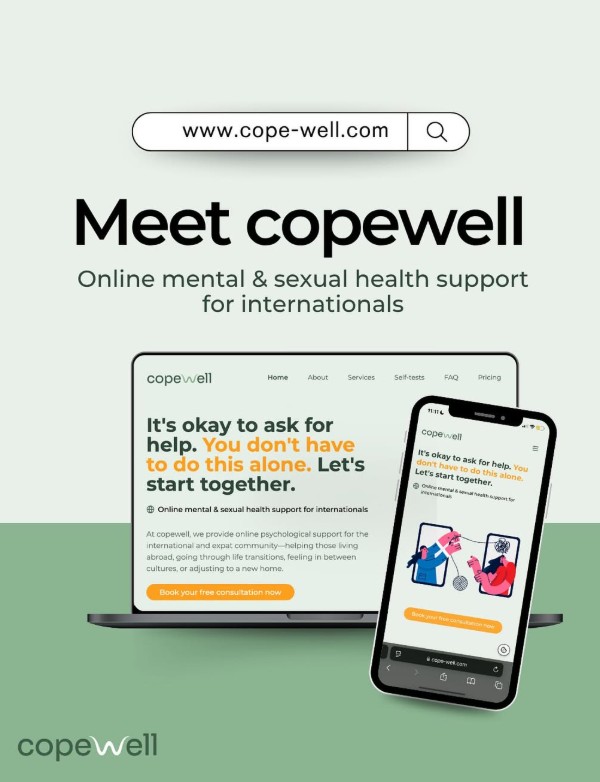 www.cope-well.com
Meet copewell
Online mental & sexual health support
for internationals
copewell
Home About Services Self-tests FAQ Pricing
It's okay to ask for
help. You don't have
to do this alone. Let's
start together.
Online mental & sexual health support for internationals
At copewell, we provide online psychological support for the
international and expat community—helping those living
abroad, going through life transitions, feeling in between
cultures, or adjusting to a new home.
Book your free consultation now
11:11
copewell
It's okay to ask for help. You
don't have to do this alone.
Let's start together.
Online mental & sexual health support for
internationals
Book your free consultation now
cope-well.com
copewell